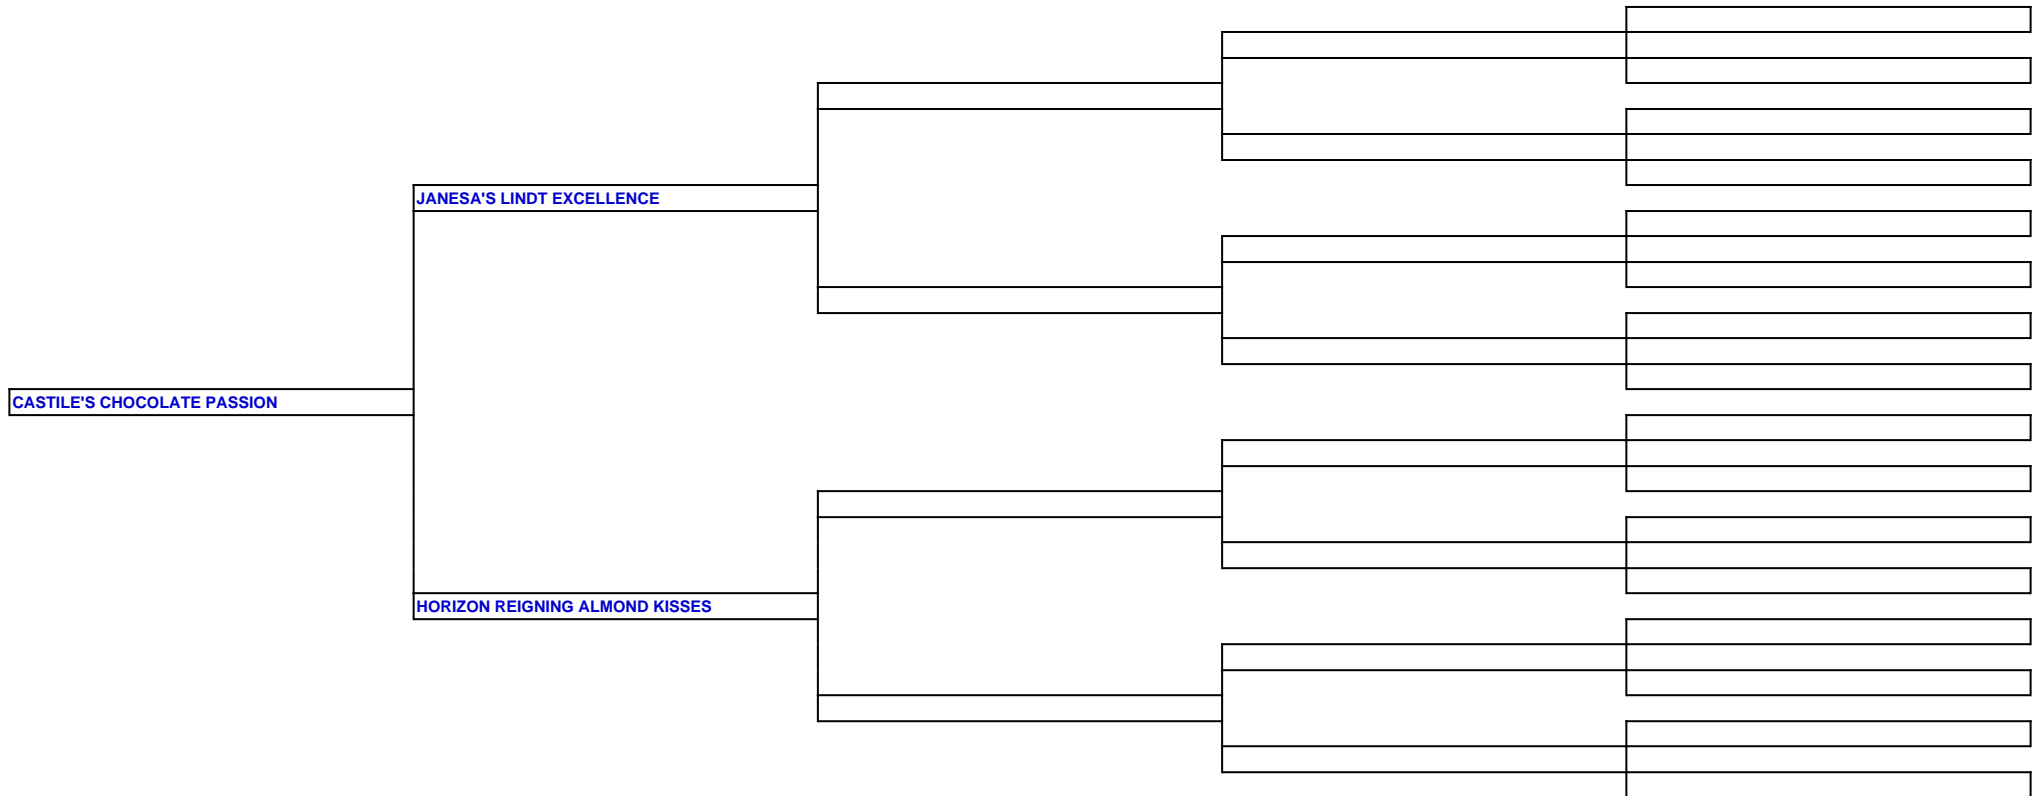 JANESA'S LINDT EXCELLENCE
CASTILE'S CHOCOLATE PASSION
HORIZON REIGNING ALMOND KISSES